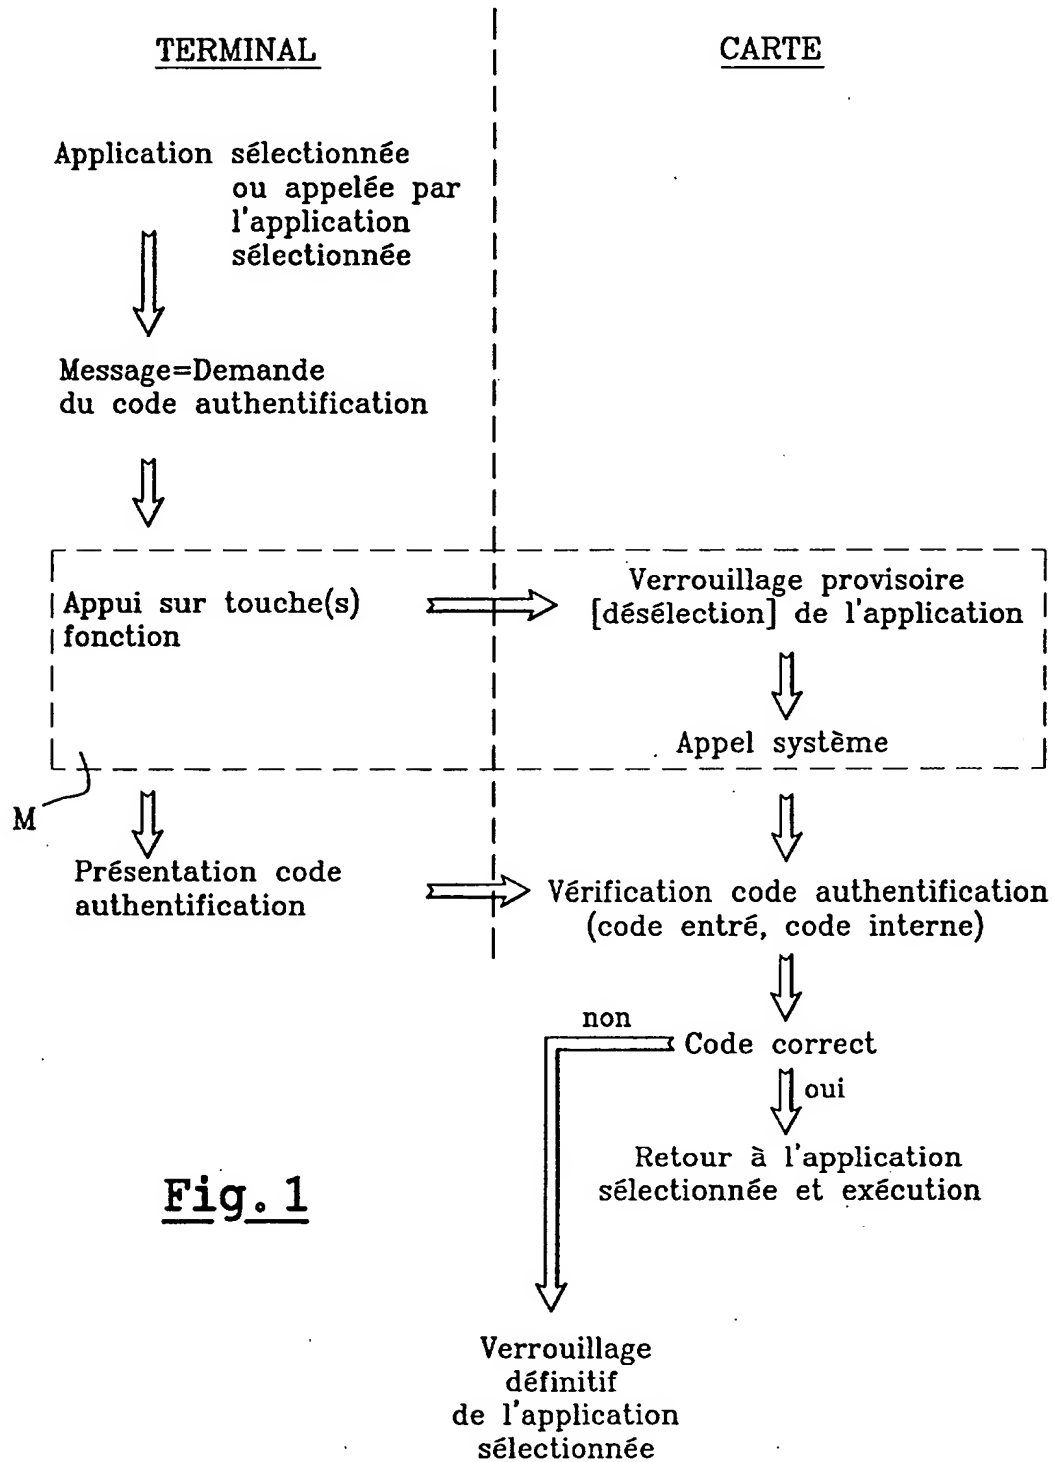 TERMINAL
CARTE
Application sélectionnée
ou appelée par
l'application
sélectionnée
Message=Demande
du code authentification
Appui sur touche(s)
fonction
Verrouillage provisoire
[désélection] de l'application
Appel système
M
Présentation code
authentification
Vérification code authentification
(code entré, code interne)
non
Code correct
oui
Retour à l'application
sélectionnée et exécution
Fig. 1
Verrouillage
définitif
de l'application
sélectionnée